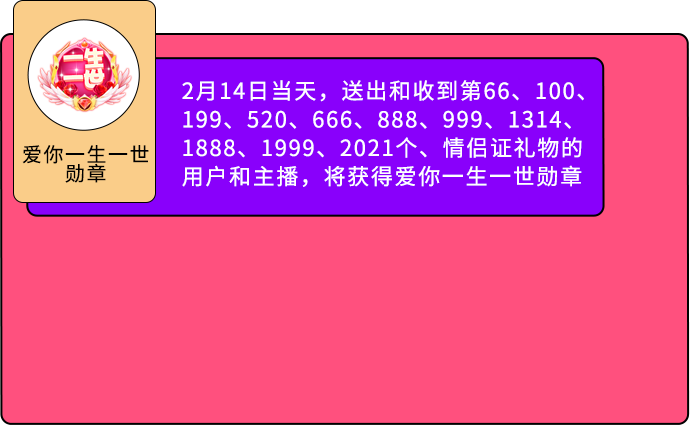 一生
一世
爱你一生一世
勋章
2月14日当天，送出和收到第66、100、
199、520、666、888、999、1314、
1888、1999、2021个、情侣证礼物的
用户和主播，将获得爱你一生一世勋章